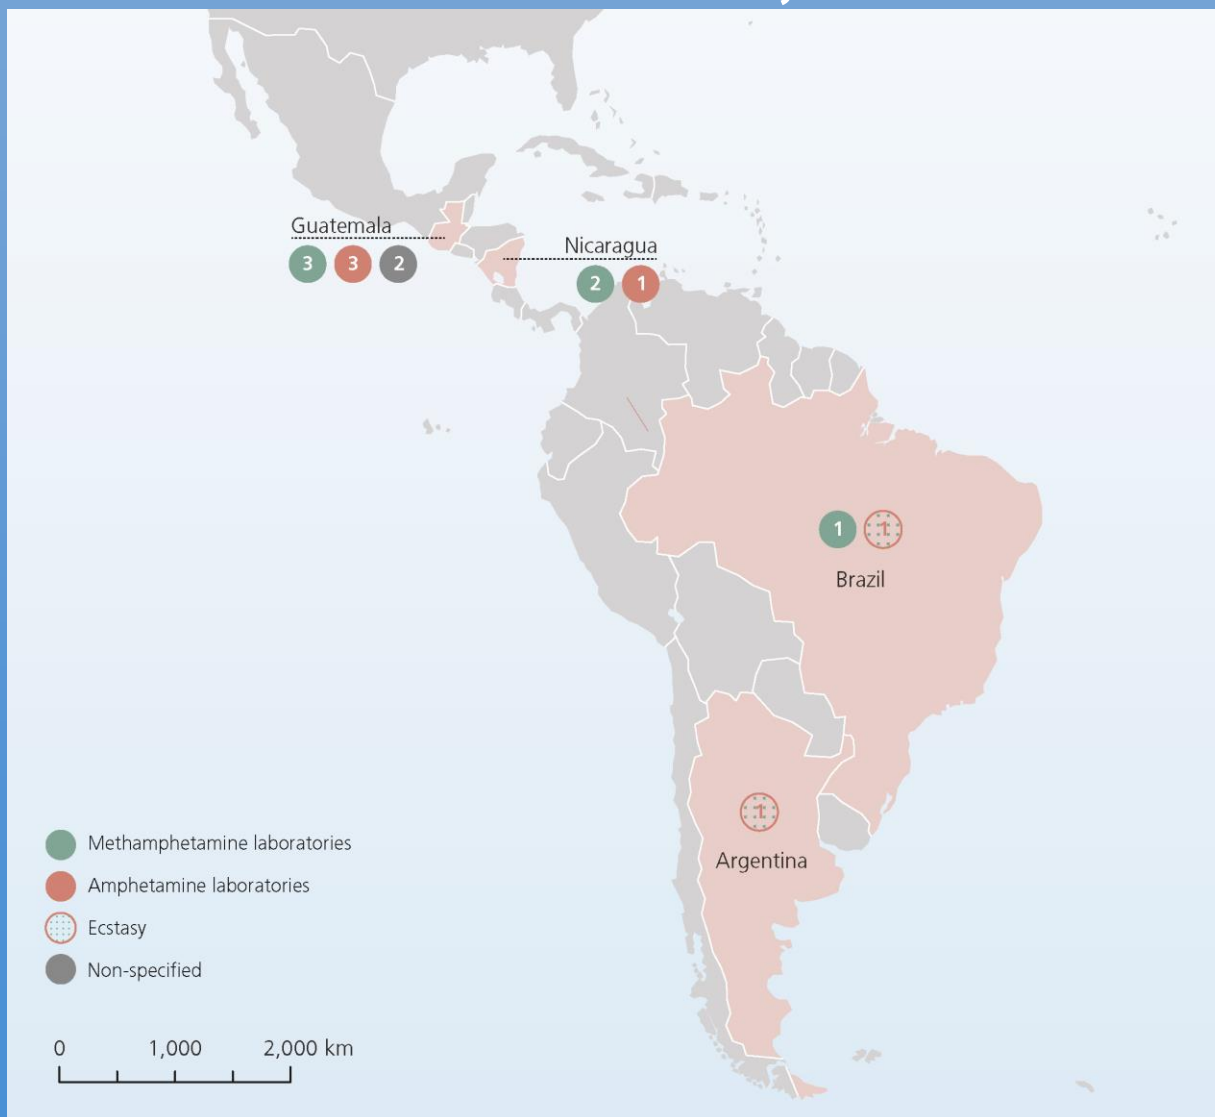 Guatemala
3 3 2
Nicaragua
2 1
1 1
Brazil
1
Argentina
Methamphetamine laboratories
Amphetamine laboratories
Ecstasy
Non-specified
0 1,000 2,000 km